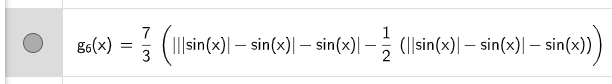 g₆(x) = 7/3 (|||sin(x)| − sin(x)| − sin(x)| − 1/2 (||sin(x)| − sin(x)| − sin(x)))